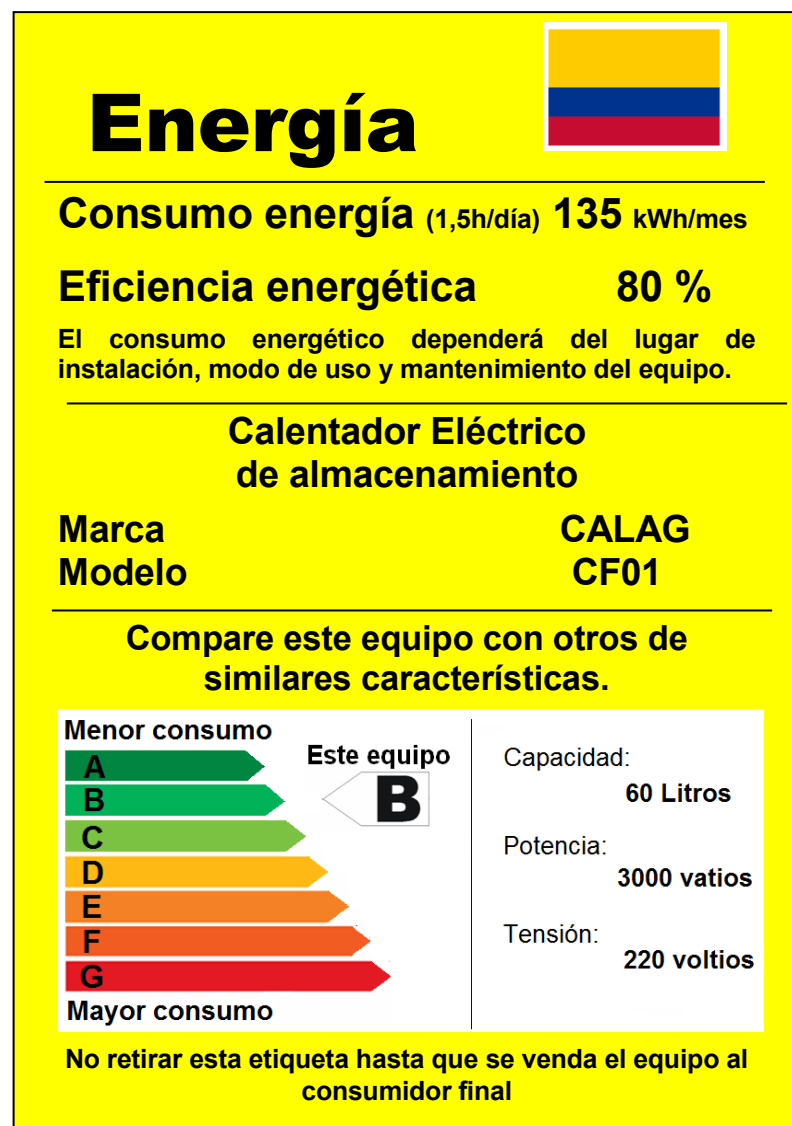 Energía
Consumo energía (1,5h/día) 135 kWh/mes
Eficiencia energética 80 %
El consumo energético dependerá del lugar de
instalación, modo de uso y mantenimiento del equipo.
Calentador Eléctrico
de almacenamiento
Marca CALAG
Modelo CF01
Compare este equipo con otros de
similares características.
Menor consumo
A
B
C
D
E
F
G
Mayor consumo
Este equipo
B
Capacidad:
60 Litros
Potencia:
3000 vatios
Tensión:
220 voltios
No retirar esta etiqueta hasta que se venda el equipo al
consumidor final